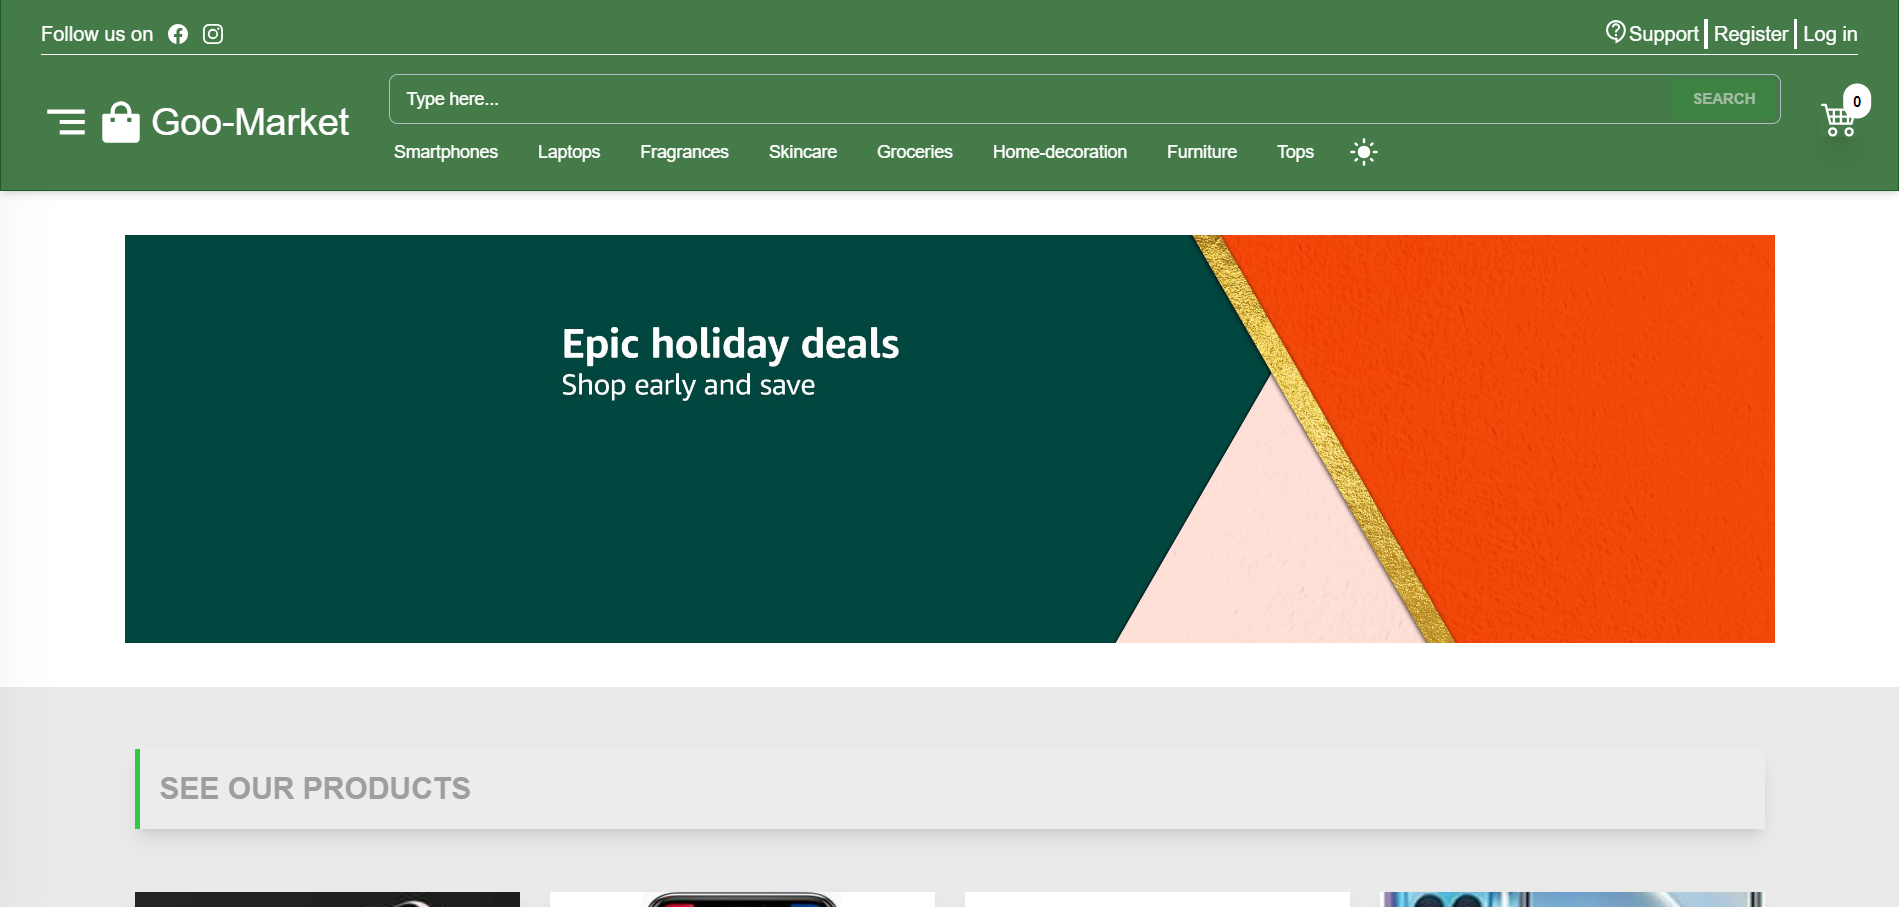 Follow us on
Support Register Log in
Goo-Market
Type here...
SEARCH
0
Smartphones Laptops Fragrances Skincare Groceries Home-decoration Furniture Tops
Epic holiday deals
Shop early and save
SEE OUR PRODUCTS